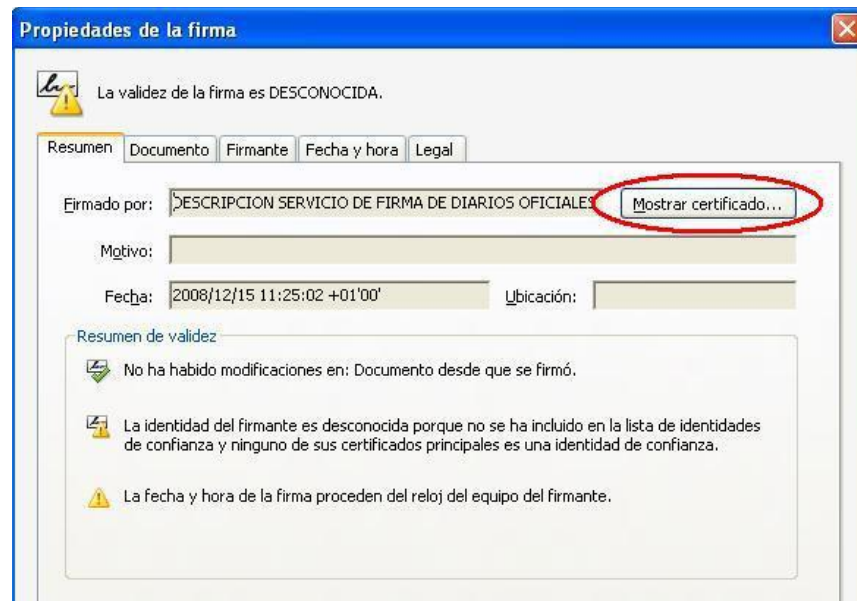 Propiedades de la firma
La validez de la firma es DESCONOCIDA.
Resumen Documento Firmante Fecha y hora Legal
Firmado por: DESCRIPCION SERVICIO DE FIRMA DE DIARIOS OFICIALES Mostrar certificado...
Motivo:
Fecha: 2008/12/15 11:25:02 +01'00' Ubicación:
Resumen de validez
No ha habido modificaciones en: Documento desde que se firmó.
La identidad del firmante es desconocida porque no se ha incluido en la lista de identidades
de confianza y ninguno de sus certificados principales es una identidad de confianza.
La fecha y hora de la firma proceden del reloj del equipo del firmante.